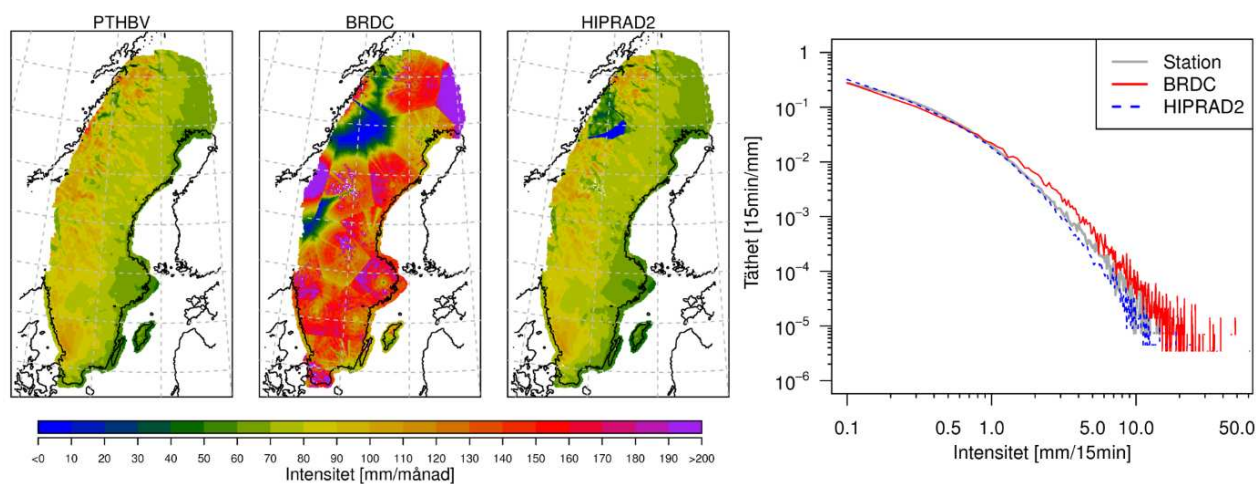 PTHBV
BRDC
HIPRAD2
<0 10 20 30 40 50 60 70 80 90 100 110 120 130 140 150 160 170 180 190 >200
Intensitet [mm/månad]
Station
BRDC
HIPRAD2
Täthet [15min/mm]
1
10⁻¹
10⁻²
10⁻³
10⁻⁴
10⁻⁵
10⁻⁶
0.1 0.5 1.0 5.0 10.0 50.0
Intensitet [mm/15min]